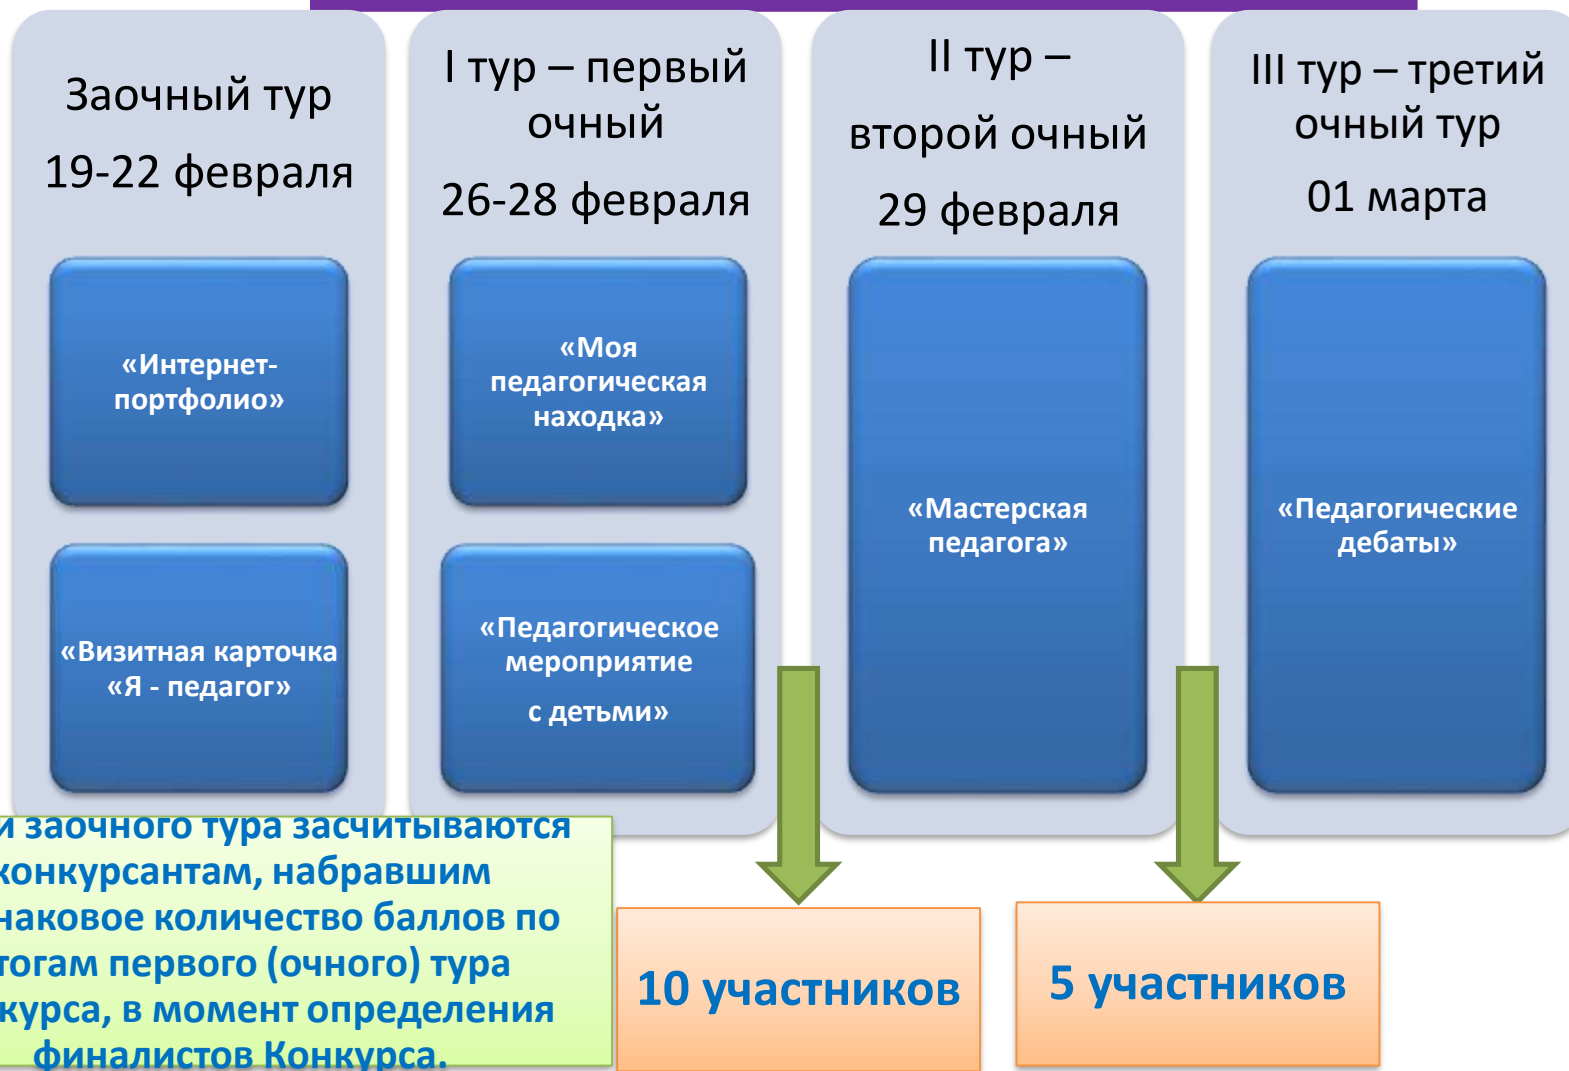 Заочный тур
19-22 февраля
«Интернет-
портфолио»
«Визитная карточка
«Я - педагог»
I тур – первый
очный
26-28 февраля
«Моя
педагогическая
находка»
«Педагогическое
мероприятие
с детьми»
II тур –
второй очный
29 февраля
«Мастерская
педагога»
III тур – третий
очный тур
01 марта
«Педагогические
дебаты»
заочного тура засчитываются
конкурсантам, набравшим
количество баллов по
первого (очного) тура
в момент определения
финалистов Конкурса.
10 участников
5 участников